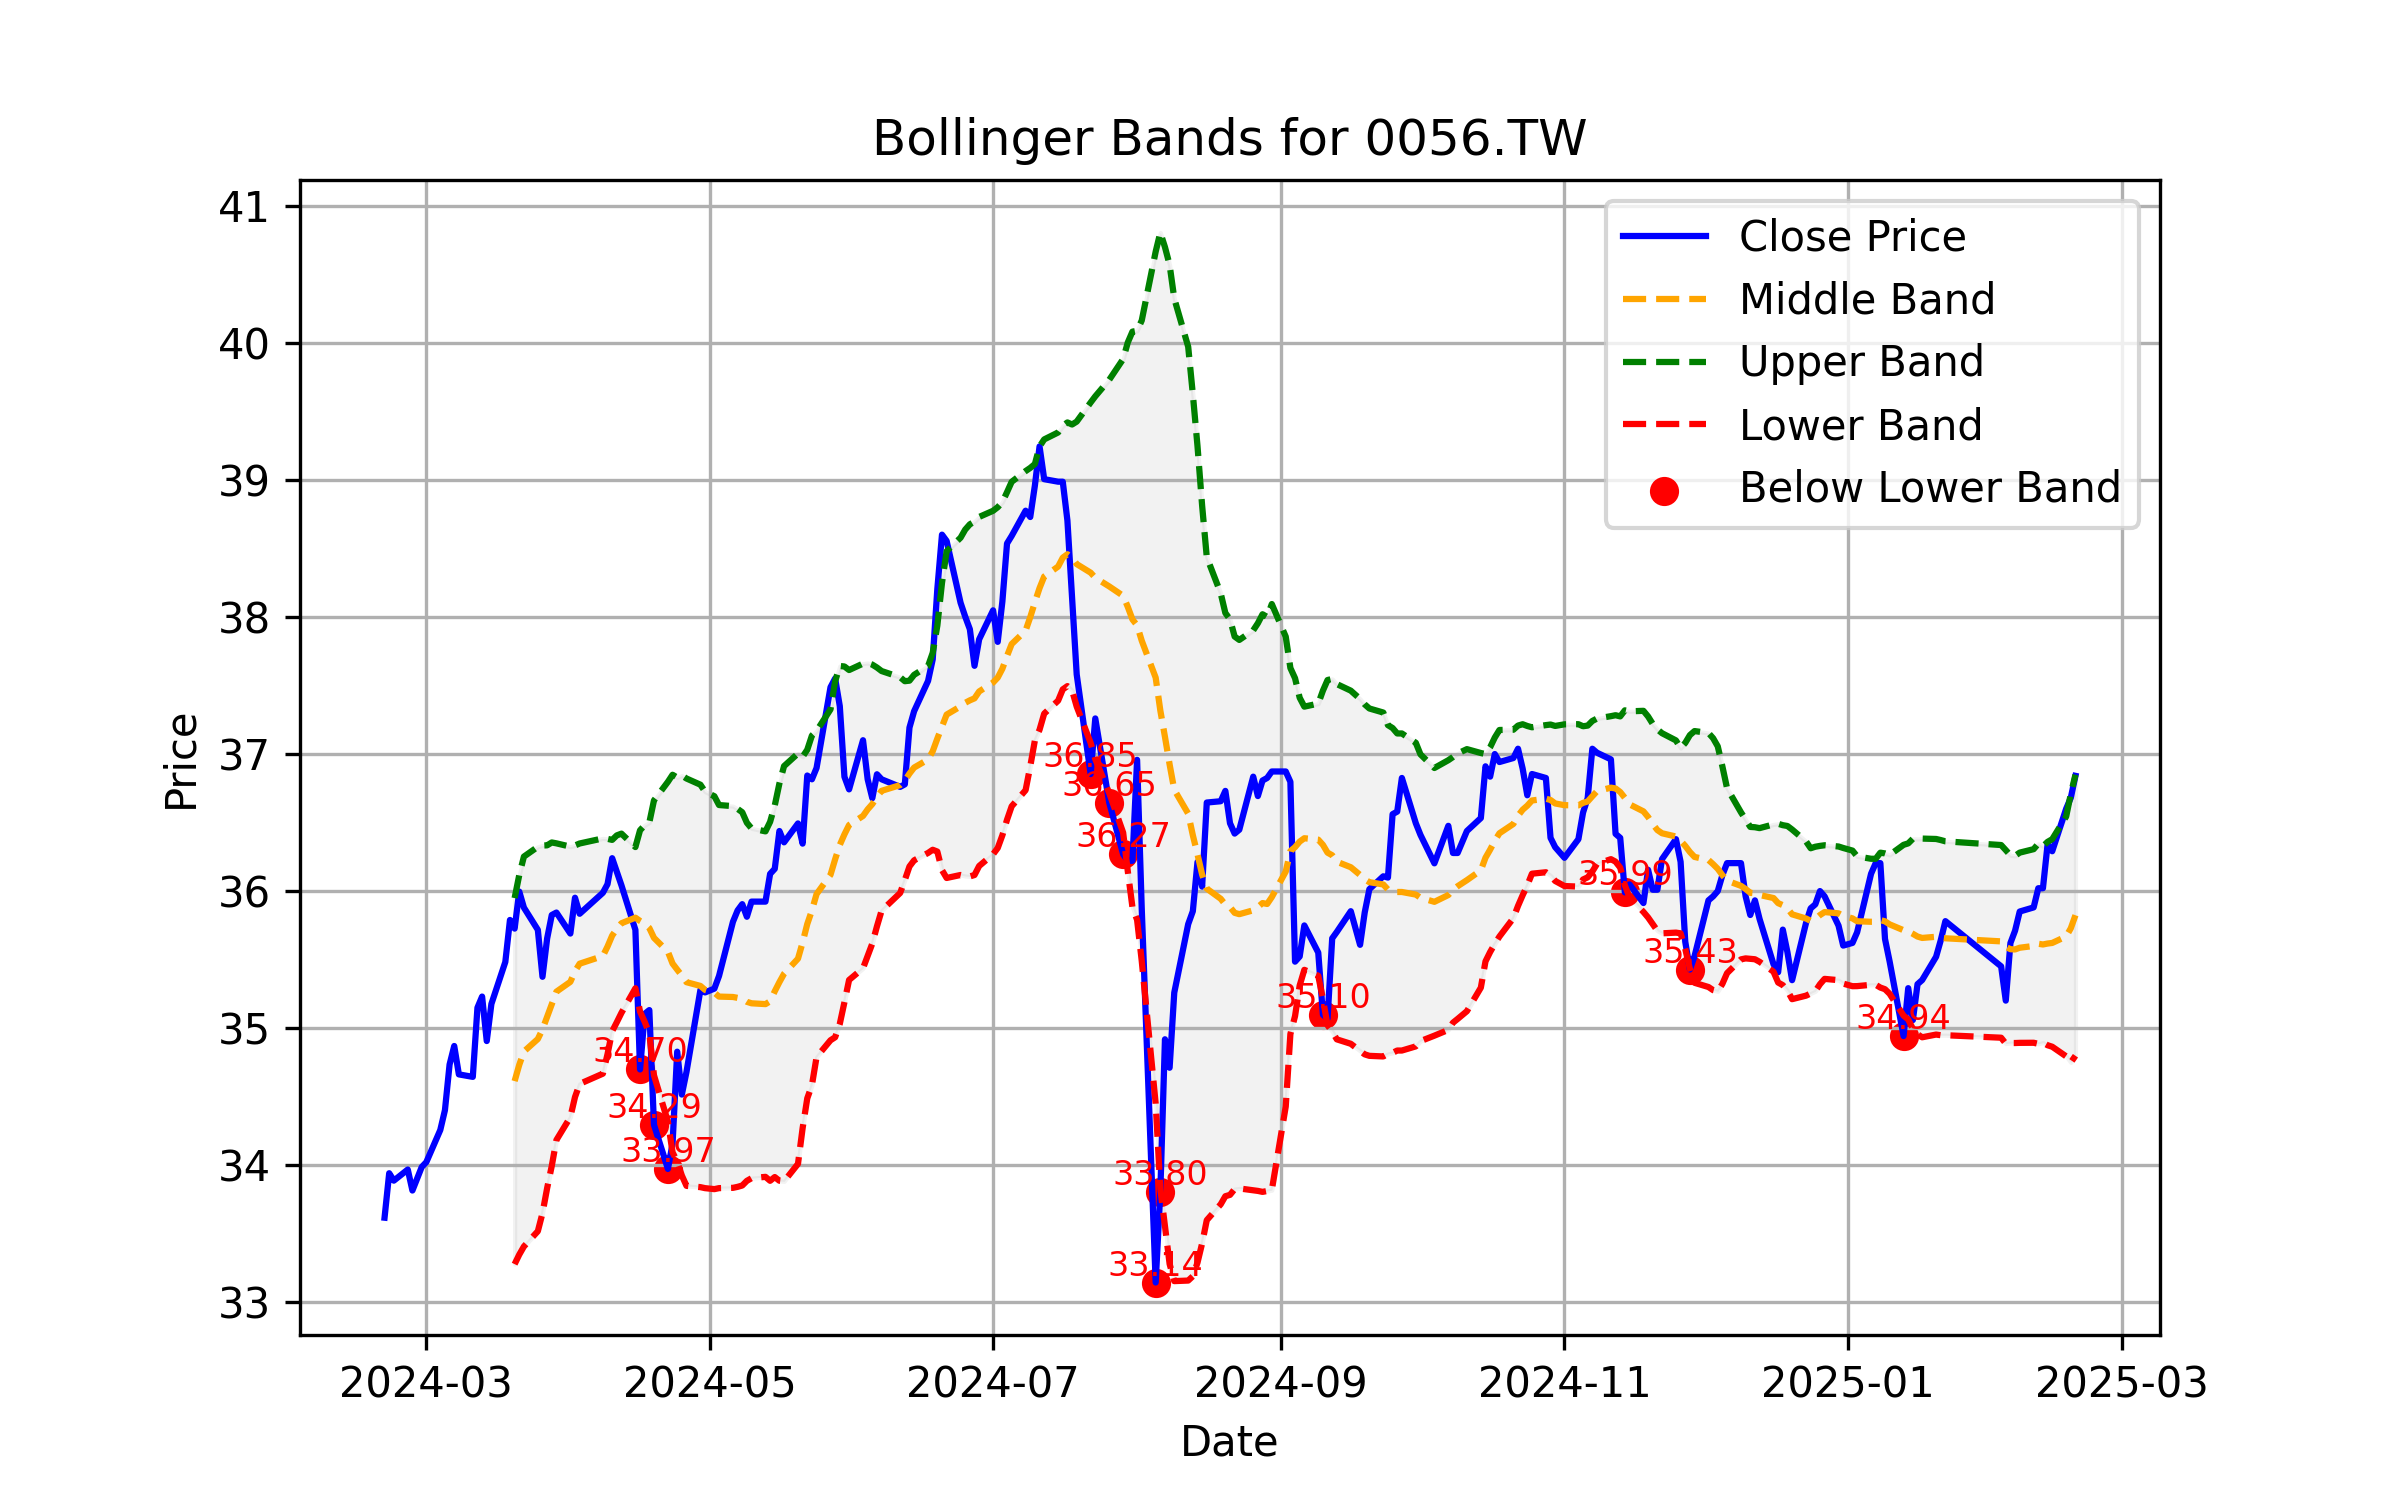 Bollinger Bands for 0056.TW
Close Price
Middle Band
Upper Band
Lower Band
Below Lower Band
Price
41
40
39
38
37
36
35
34
33
36.85
36.65
36.27
35.99
35.43
35.10
34.94
34.70
34.29
33.97
33.80
33.14
2024-03 2024-05 2024-07 2024-09 2024-11 2025-01 2025-03
Date